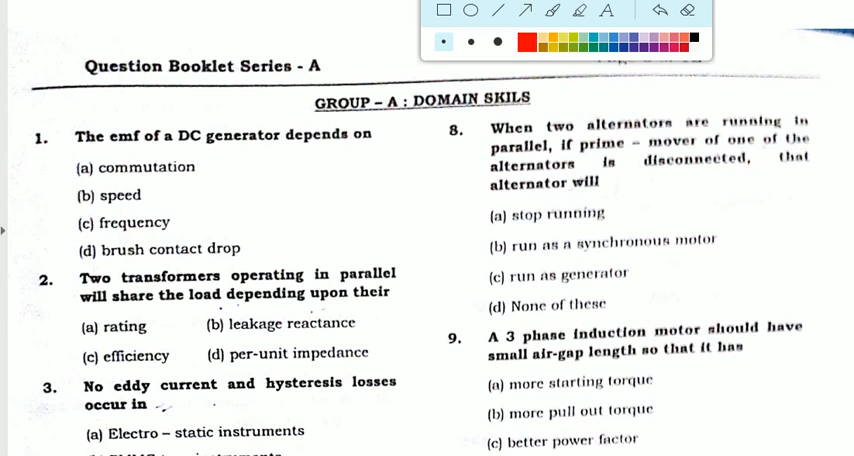 A
Question Booklet Series - A
GROUP – A : DOMAIN SKILS
1. The emf of a DC generator depends on
(a) commutation
(b) speed
(c) frequency
(d) brush contact drop
2. Two transformers operating in parallel
will share the load depending upon their
(a) rating (b) leakage reactance
(c) efficiency (d) per-unit impedance
3. No eddy current and hysteresis losses
occur in
(a) Electro – static instruments
8. When two alternators are running in
parallel, if prime – mover of one of the
alternators is disconnected, that
alternator will
(a) stop running
(b) run as a synchronous motor
(c) run as generator
(d) None of these
9. A 3 phase induction motor should have
small air-gap length so that it has
(a) more starting torque
(b) more pull out torque
(c) better power factor